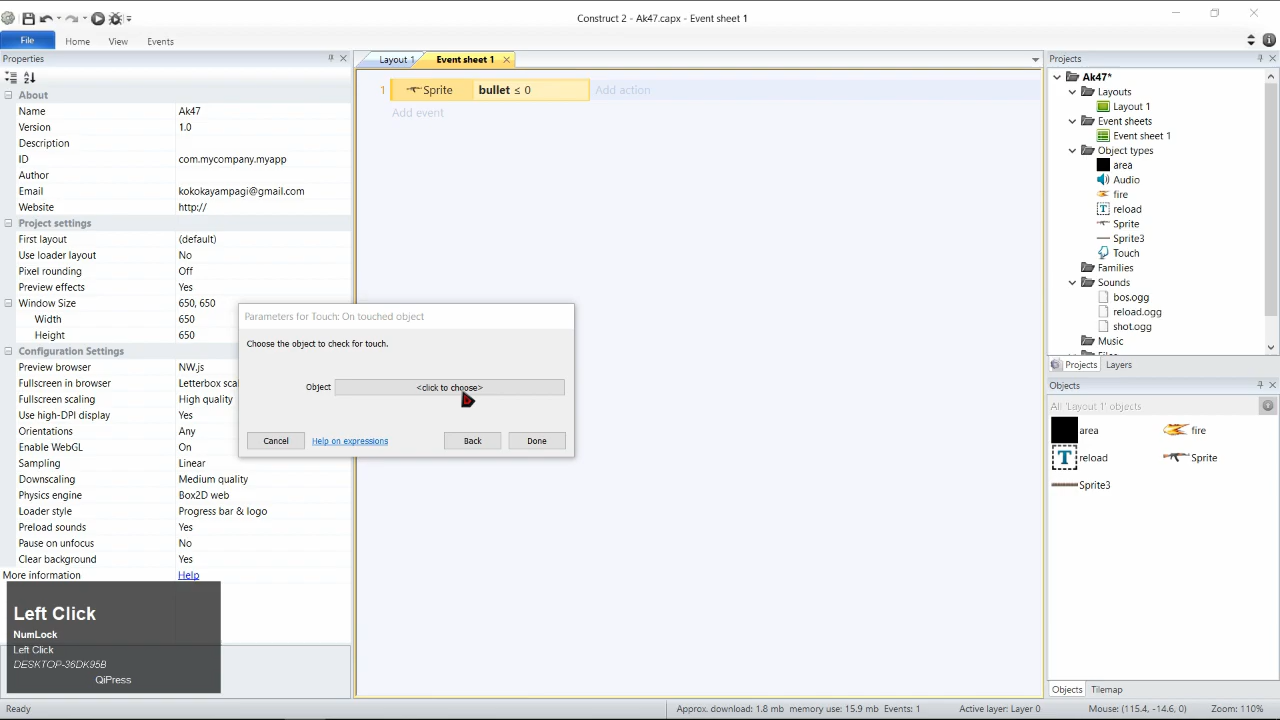 Construct 2 - Ak47.capx - Event sheet 1
File
Home
View
Events
Properties
About
Name Ak47
Version 1.0
Description
ID com.mycompany.myapp
Author
Email kokokayampagi@gmail.com
Website http://
Project settings
First layout (default)
Use loader layout No
Pixel rounding Off
Preview effects Yes
Window Size 650, 650
Width 650
Height 650
Configuration Settings
Preview browser NW.js
Fullscreen in browser Letterbox scal
Fullscreen scaling High quality
Use high-DPI display Yes
Orientations Any
Enable WebGL On
Sampling Linear
Downscaling Medium quality
Physics engine Box2D web
Loader style Progress bar & logo
Preload sounds Yes
Pause on unfocus No
Clear background Yes
More information Help
Left Click
NumLock
Left Click
DESKTOP-36DK95B
QiPress
Layout 1
Event sheet 1
1 Sprite bullet ≤ 0 Add action
Add event
Parameters for Touch: On touched object
Choose the object to check for touch.
Object <click to choose>
Cancel Help on expressions Back Done
Projects
Ak47*
Layouts
Layout 1
Event sheets
Event sheet 1
Object types
area
Audio
fire
reload
Sprite
Sprite3
Touch
Families
Sounds
bos.ogg
reload.ogg
shot.ogg
Music
Projects Layers
Objects
All 'Layout 1' objects
area fire
T reload Sprite
Sprite3
Objects Tilemap
Ready
Approx. download: 1.8 mb memory use: 15.9 mb Events: 1 Active layer: Layer 0 Mouse: (115.4, -14.6, 0) Zoom: 110%